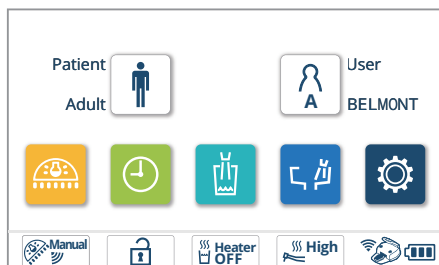 Patient
User
Adult
A
BELMONT
Manual
Heater
OFF
High